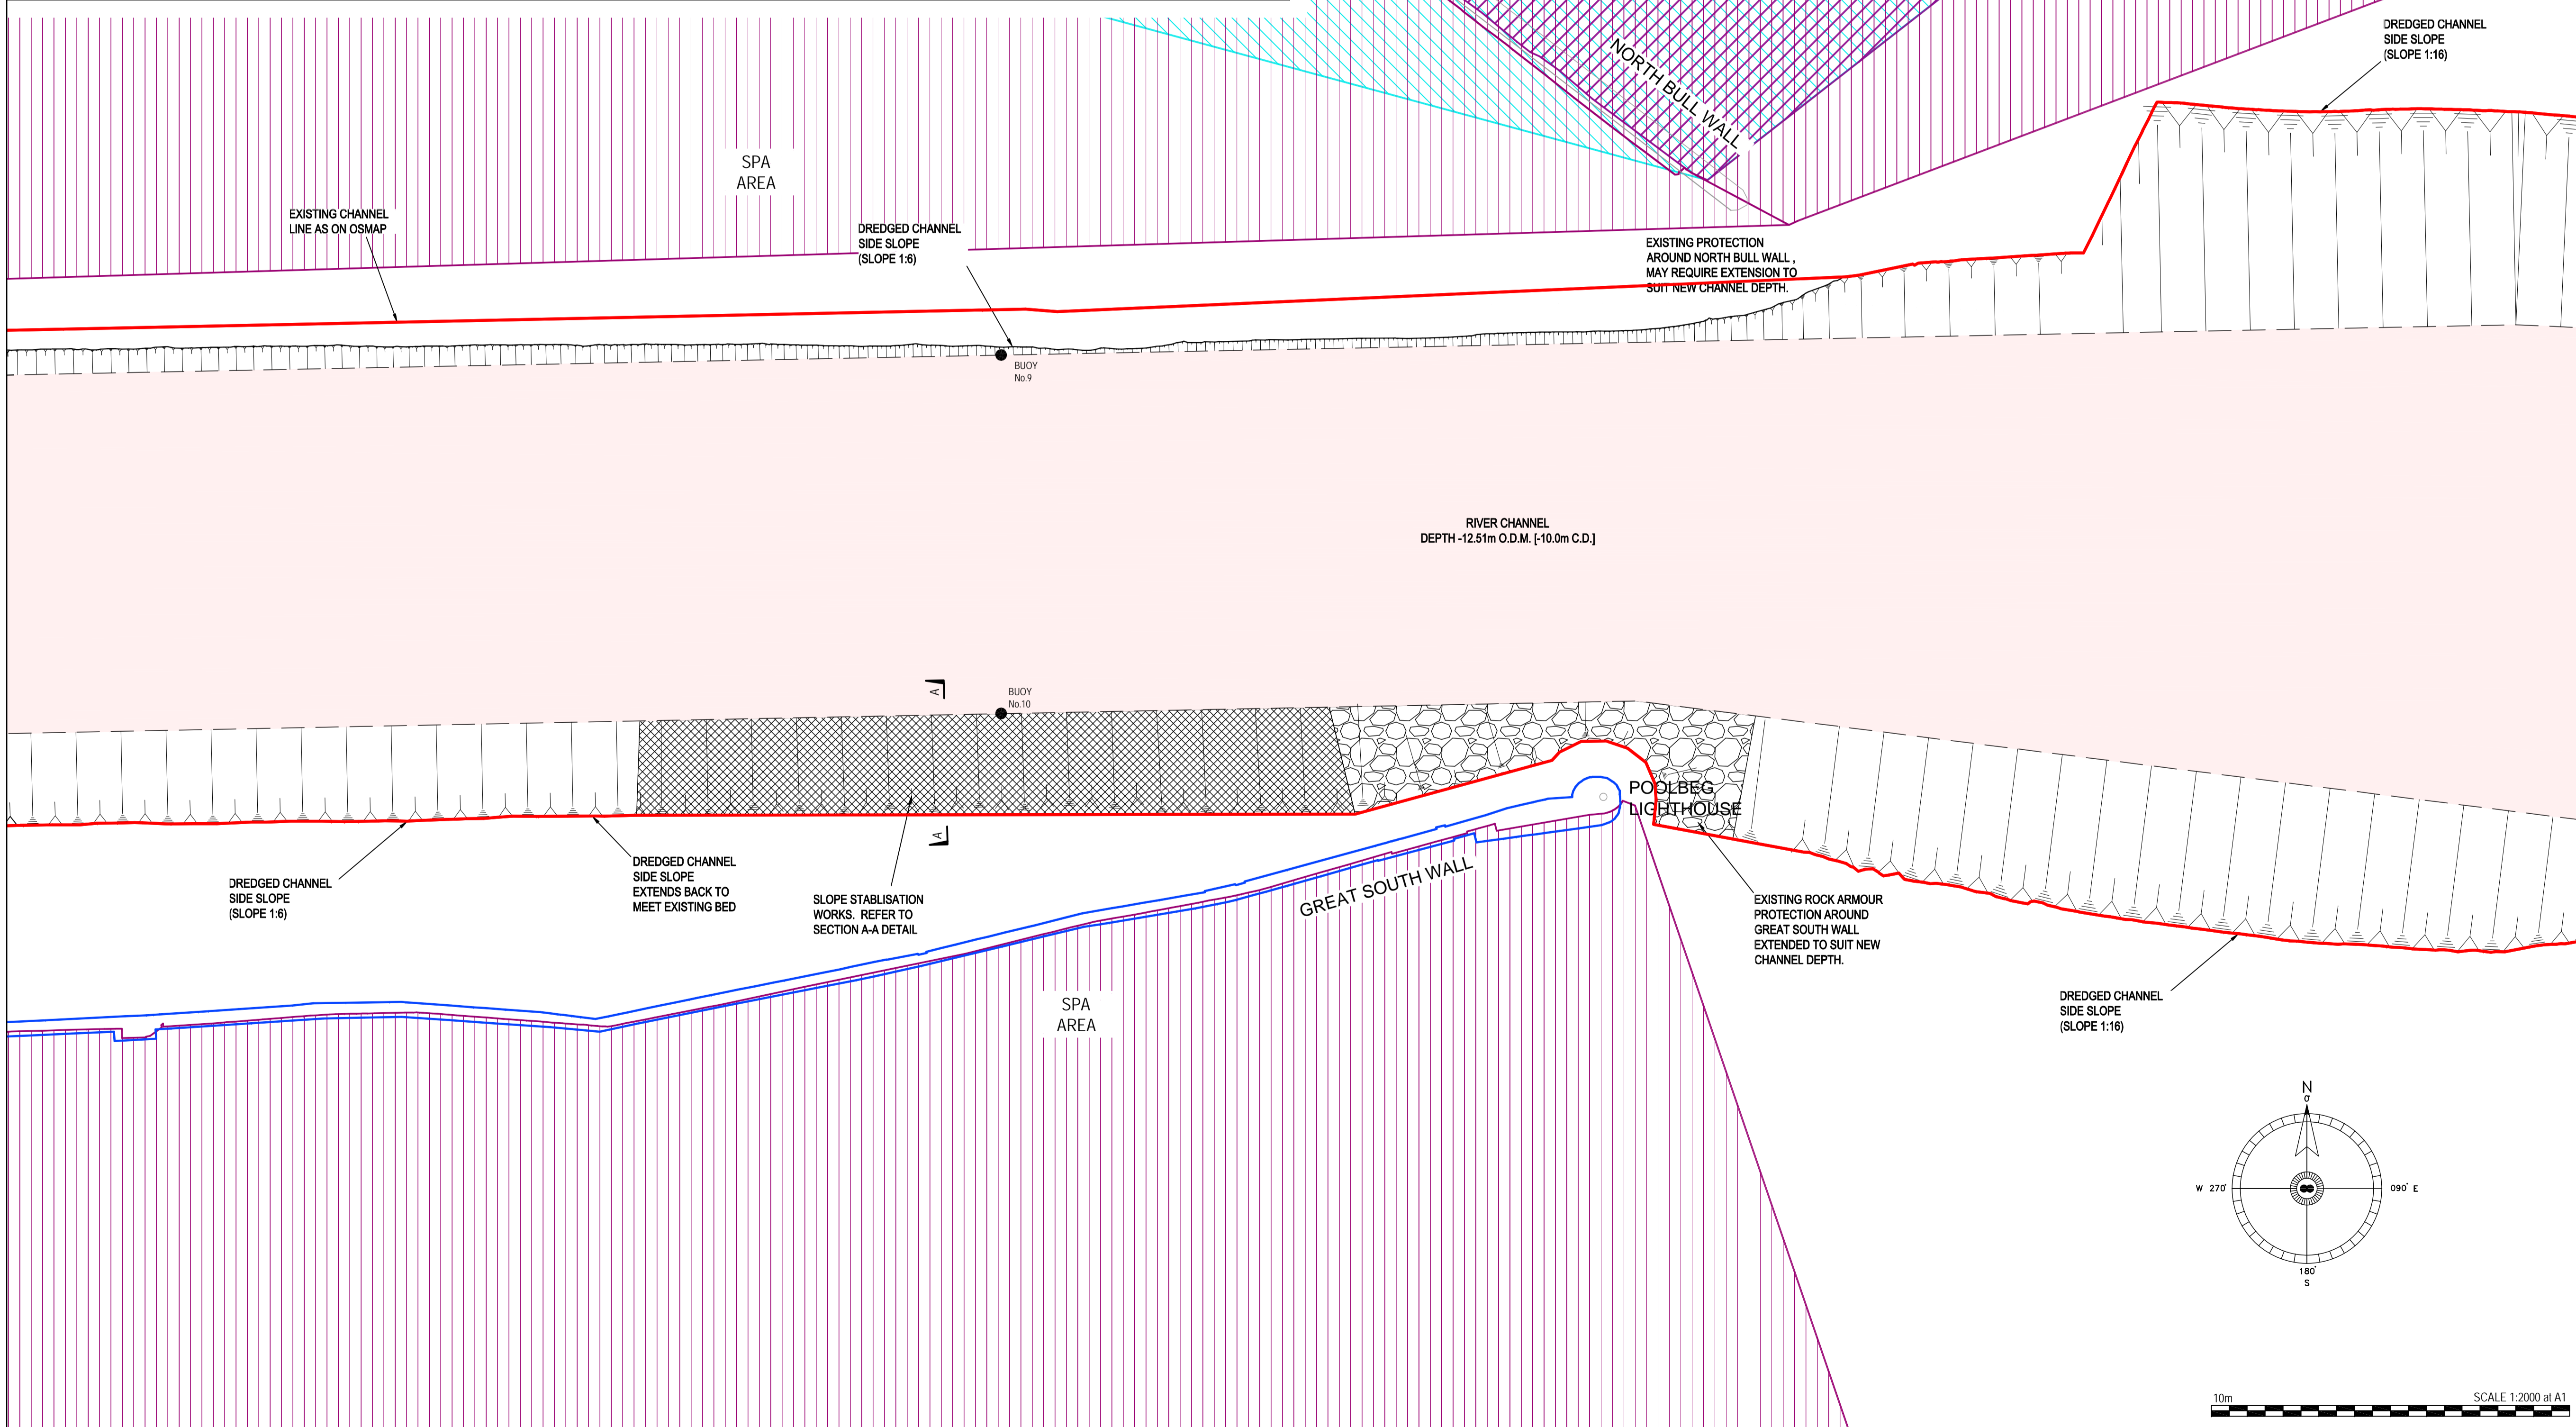 DREDGED CHANNEL
SIDE SLOPE
(SLOPE 1:16)
NORTH BULL WALL
SPA
AREA
EXISTING CHANNEL
LINE AS ON OSMAP
DREDGED CHANNEL
SIDE SLOPE
(SLOPE 1:6)
EXISTING PROTECTION
AROUND NORTH BULL WALL ,
MAY REQUIRE EXTENSION TO
SUIT NEW CHANNEL DEPTH.
BUOY
No.9
RIVER CHANNEL
DEPTH -12.51m O.D.M. [-10.0m C.D.]
A
BUOY
No.10
POOLBEG
LIGHTHOUSE
A
DREDGED CHANNEL
SIDE SLOPE
(SLOPE 1:6)
DREDGED CHANNEL
SIDE SLOPE
EXTENDS BACK TO
MEET EXISTING BED
SLOPE STABLISATION
WORKS. REFER TO
SECTION A-A DETAIL
GREAT SOUTH WALL
EXISTING ROCK ARMOUR
PROTECTION AROUND
GREAT SOUTH WALL
EXTENDED TO SUIT NEW
CHANNEL DEPTH.
SPA
AREA
DREDGED CHANNEL
SIDE SLOPE
(SLOPE 1:16)
N
0°
W 270°
090° E
180°
S
10m
SCALE 1:2000 at A1